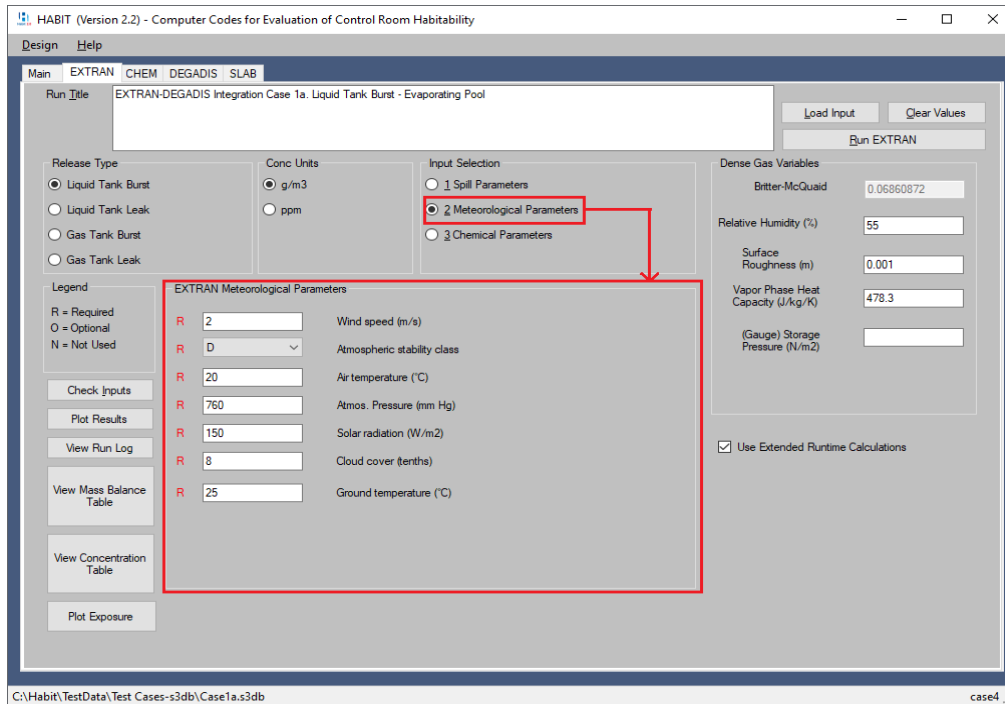 HABIT (Version 2.2) - Computer Codes for Evaluation of Control Room Habitability
Design Help
Main EXTRAN CHEM DEGADIS SLAB
Run Title
EXTRAN-DEGADIS Integration Case 1a. Liquid Tank Burst - Evaporating Pool
Load Input Clear Values
Run EXTRAN
Release Type
Liquid Tank Burst
Liquid Tank Leak
Gas Tank Burst
Gas Tank Leak
Conc Units
g/m3
ppm
Input Selection
1 Spill Parameters
2 Meteorological Parameters
3 Chemical Parameters
Dense Gas Variables
Britter-McQuaid 0.06860872
Relative Humidity (%) 55
Surface
Roughness (m) 0.001
Vapor Phase Heat
Capacity (J/kg/K) 478.3
(Gauge) Storage
Pressure (N/m2)
Use Extended Runtime Calculations
Legend
R = Required
O = Optional
N = Not Used
Check Inputs
Plot Results
View Run Log
View Mass Balance
Table
View Concentration
Table
Plot Exposure
EXTRAN Meteorological Parameters
R 2 Wind speed (m/s)
R D Atmospheric stability class
R 20 Air temperature (°C)
R 760 Atmos. Pressure (mm Hg)
R 150 Solar radiation (W/m2)
R 8 Cloud cover (tenths)
R 25 Ground temperature (°C)
C:\Habit\TestData\Test Cases-s3db\Case1a.s3db case4